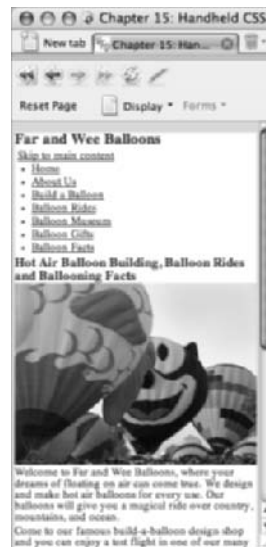 Chapter 15: Handheld CSS
New tab Chapter 15: Han...
Reset Page Display Forms
Far and Wee Balloons
Skip to main content
Home
About Us
Build a Balloon
Balloon Rides
Balloon Museum
Balloon Gifts
Balloon Facts
Hot Air Balloon Building, Balloon Rides
and Ballooning Facts
Welcome to Far and Wee Balloons, where your
dreams of floating on air can come true. We design
and make hot air balloons for every use. Our
balloons will give you a magical ride over country,
mountains, and ocean.
Come to our famous build-a-balloon design shop
and you can enjoy a test flight in one of our many